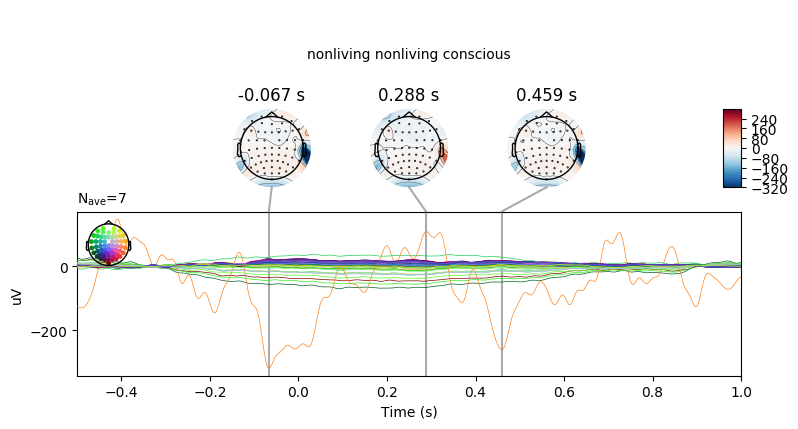 nonliving nonliving conscious
-0.067 s 0.288 s 0.459 s
240
160
80
0
−80
−160
−240
−320
Nave=7
0
−200
uV
−0.4 −0.2 0.0 0.2 0.4 0.6 0.8 1.0
Time (s)